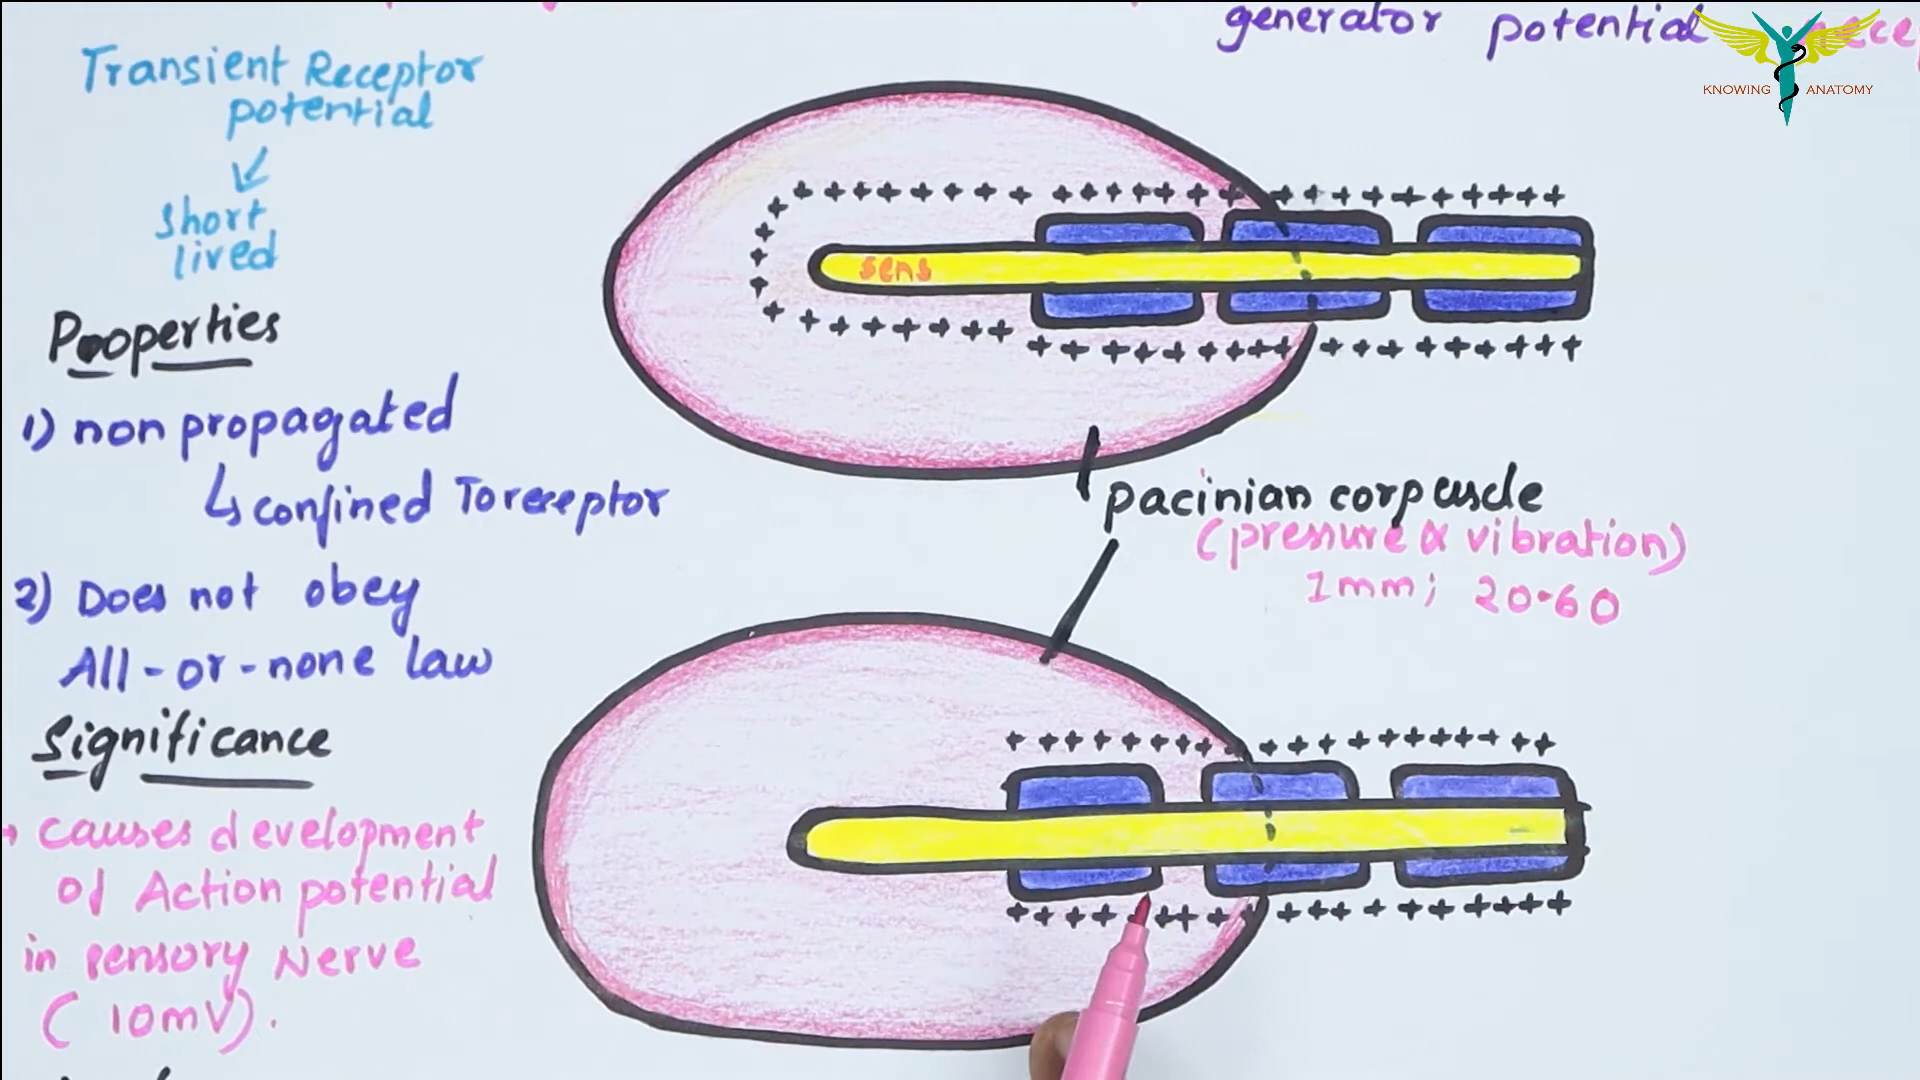 generator potential
KNOWING ANATOMY
Transient Receptor
potential
short
lived
Properties
1) non propagated
confined To receptor
2) Does not obey
All-or-none law
Significance
causes development
of Action potential
in sensory Nerve
(10mV).
sens
pacinian corpuscle
(pressure & vibration)
1mm; 20-60